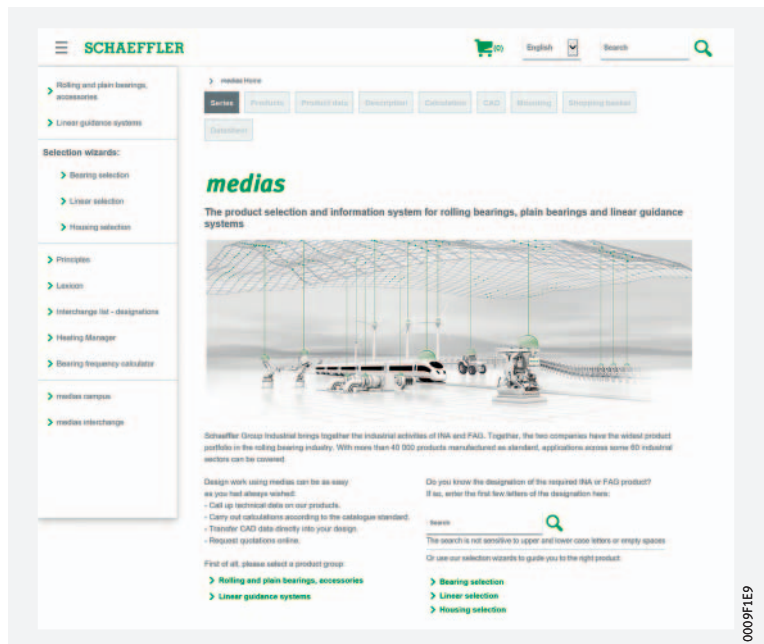 SCHAEFFLER
(0)
English
Search
Rolling and plain bearings,
accessories
Linear guidance systems
Selection wizards:
Bearing selection
Linear selection
Housing selection
Principles
Lexicon
Interchange list - designations
Heating Manager
Bearing frequency calculator
medias campus
medias interchange
medias Home
Series Products Product data Description Calculation CAD Mounting Shopping basket
Datasheet
medias
The product selection and information system for rolling bearings, plain bearings and linear guidance
systems
Schaeffler Group Industrial brings together the industrial activities of INA and FAG. Together, the two companies have the widest product
portfolio in the rolling bearing industry. With more than 40 000 products manufactured as standard, applications across some 60 industrial
sectors can be covered.
Design work using medias can be as easy
as you had always wished:
- Call up technical data on our products.
- Carry out calculations according to the catalogue standard.
- Transfer CAD data directly into your design.
- Request quotations online.
First of all, please select a product group:
Rolling and plain bearings, accessories
Linear guidance systems
Do you know the designation of the required INA or FAG product?
If so, enter the first few letters of the designation here:
Search
The search is not sensitive to upper and lower case letters or empty spaces
Or use our selection wizards to guide you to the right product
Bearing selection
Linear selection
Housing selection
0009F1E9